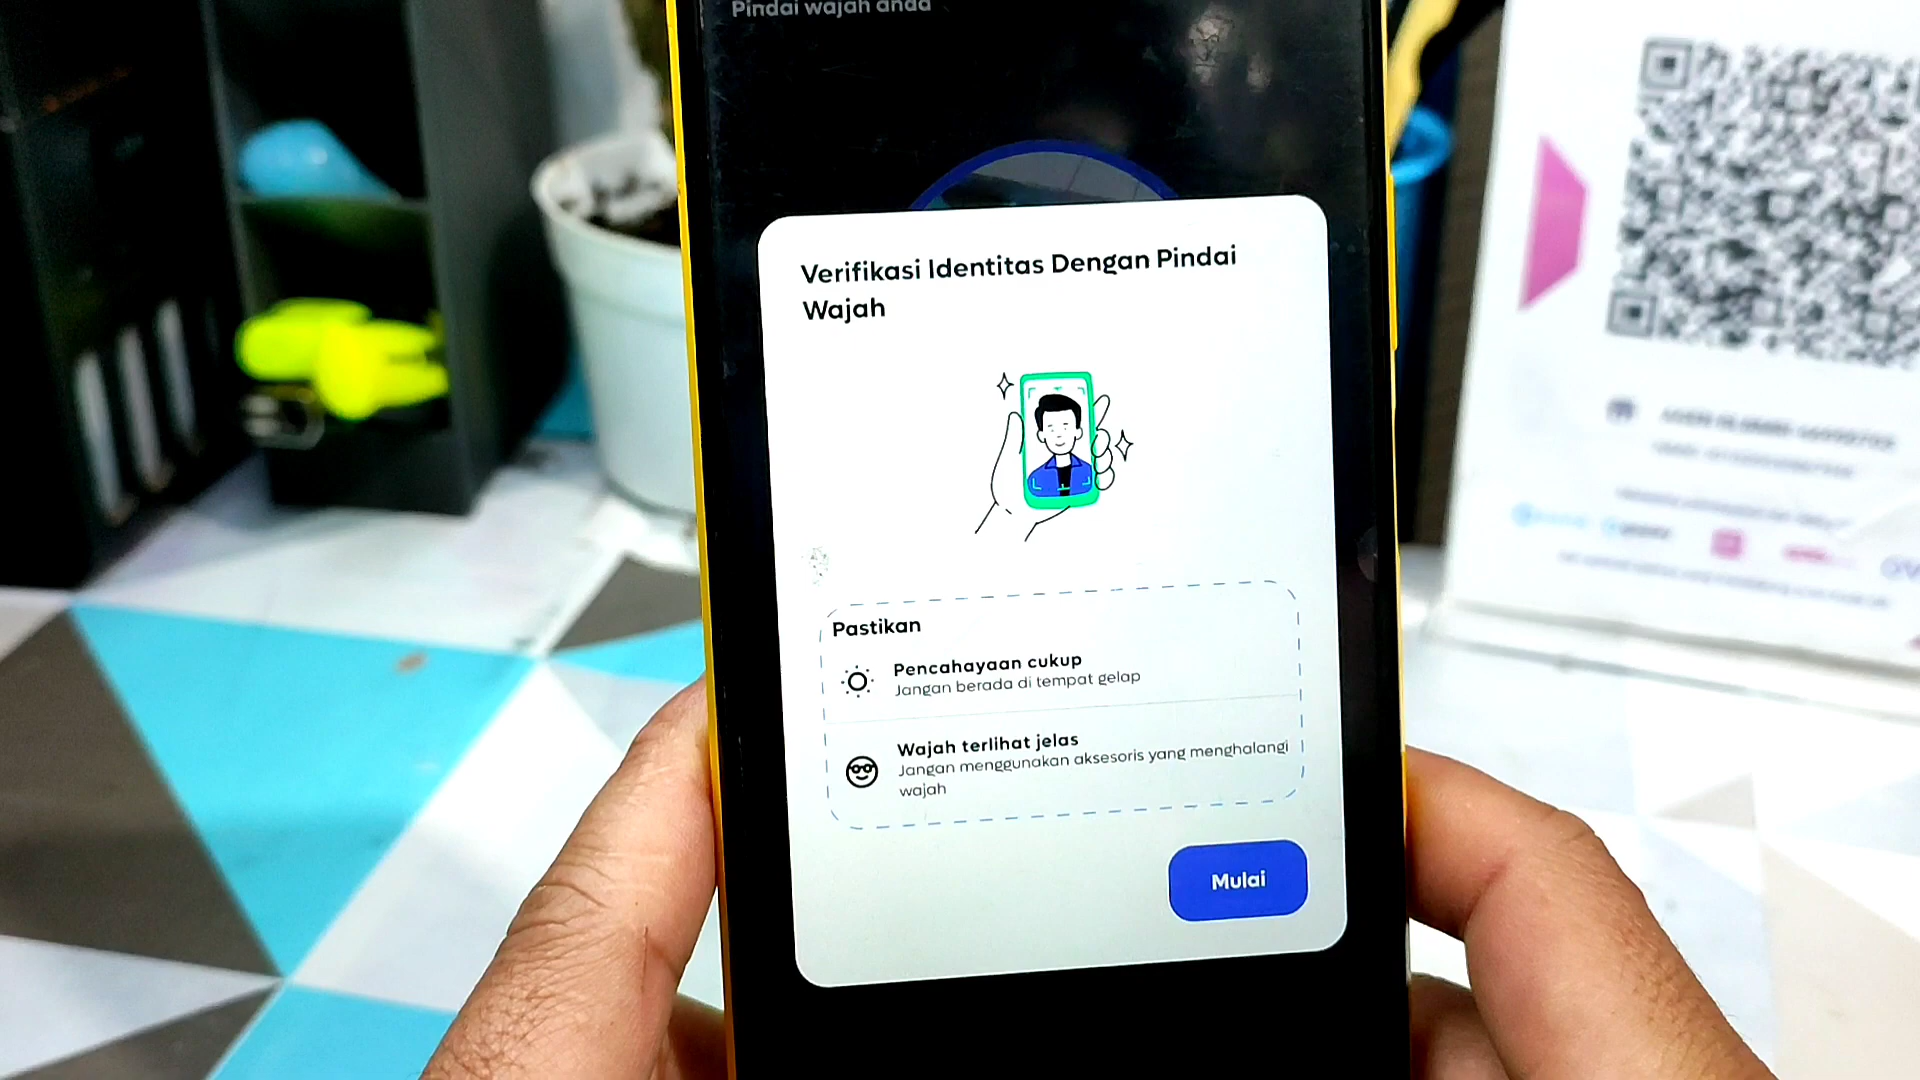 Pindai wajah anda
Verifikasi Identitas Dengan Pindai
Wajah
Pastikan
Pencahayaan cukup
Jangan berada di tempat gelap
Wajah terlihat jelas
Jangan menggunakan aksesoris yang menghalangi
wajah
Mulai